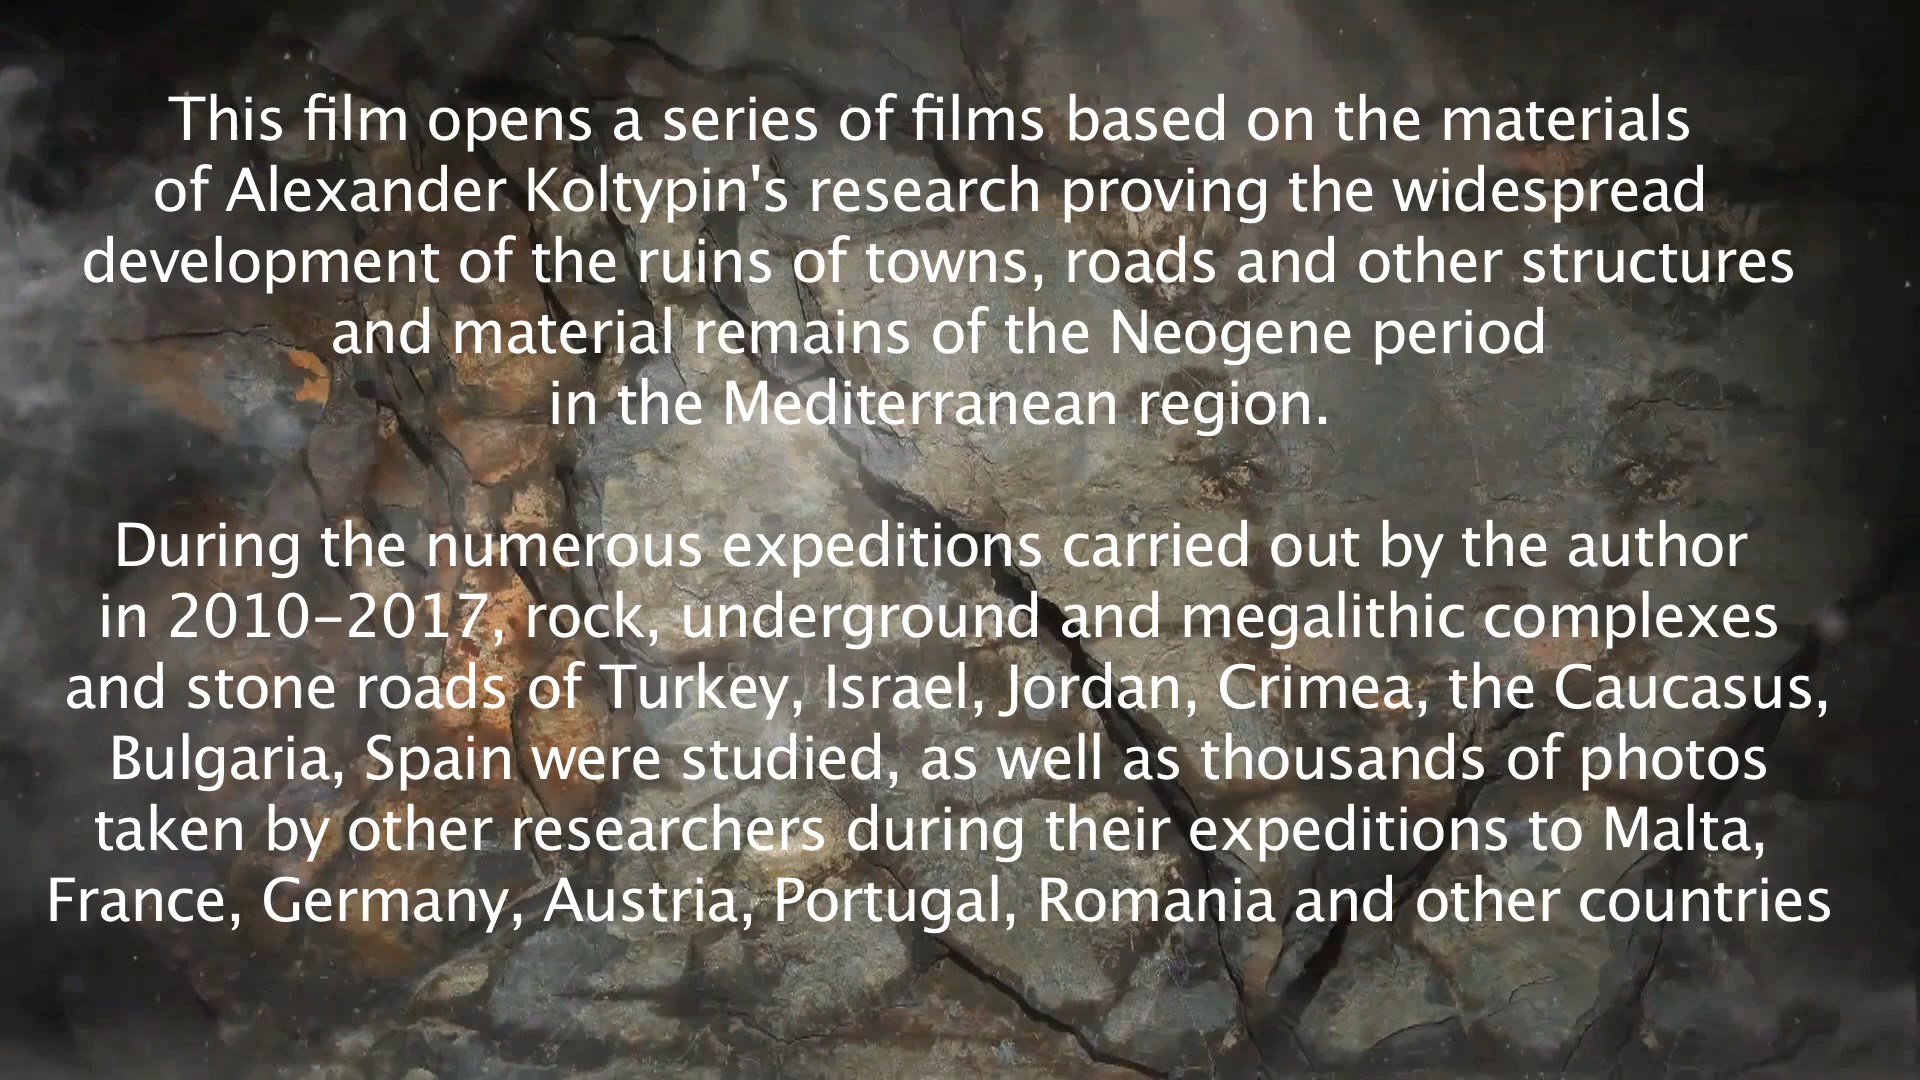 This film opens a series of films based on the materials
of Alexander Koltypin's research proving the widespread
development of the ruins of towns, roads and other structures
and material remains of the Neogene period
in the Mediterranean region.
During the numerous expeditions carried out by the author
in 2010–2017, rock, underground and megalithic complexes
and stone roads of Turkey, Israel, Jordan, Crimea, the Caucasus,
Bulgaria, Spain were studied, as well as thousands of photos
taken by other researchers during their expeditions to Malta,
France, Germany, Austria, Portugal, Romania and other countries